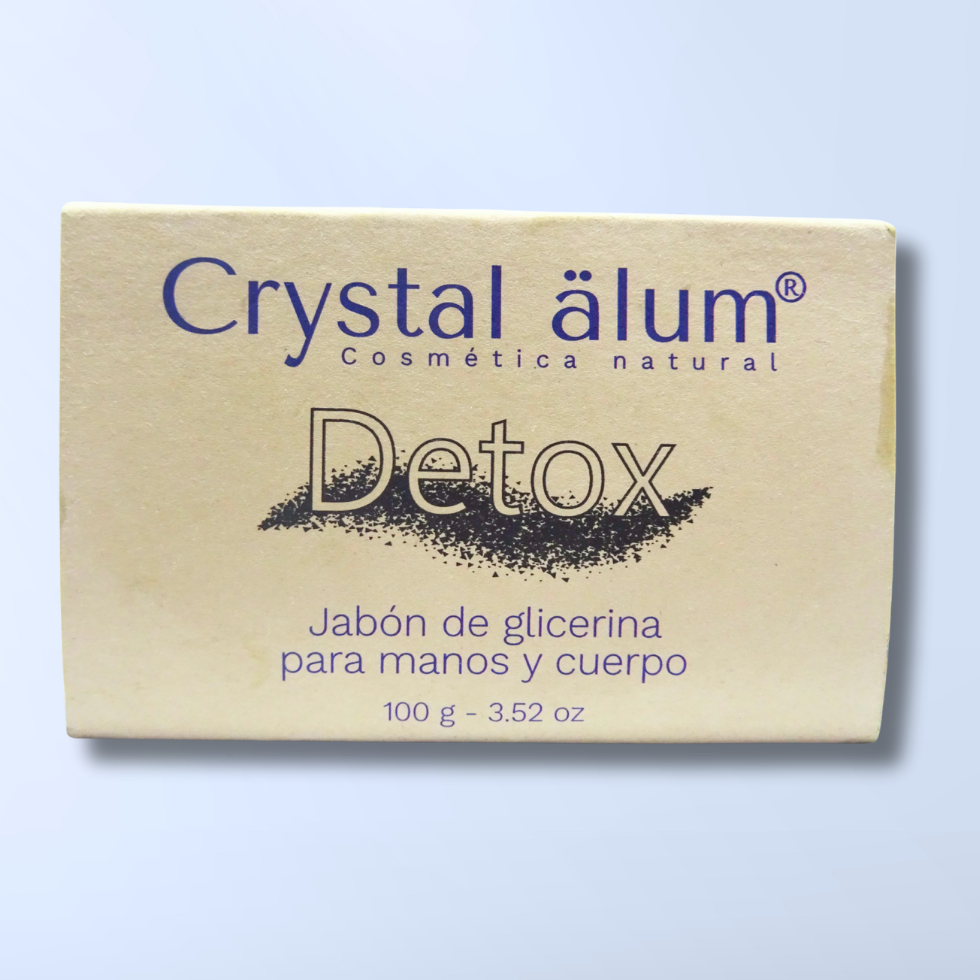 Crystal älum®
Cosmética natural
Detox
Jabón de glicerina
para manos y cuerpo
100 g - 3.52 oz